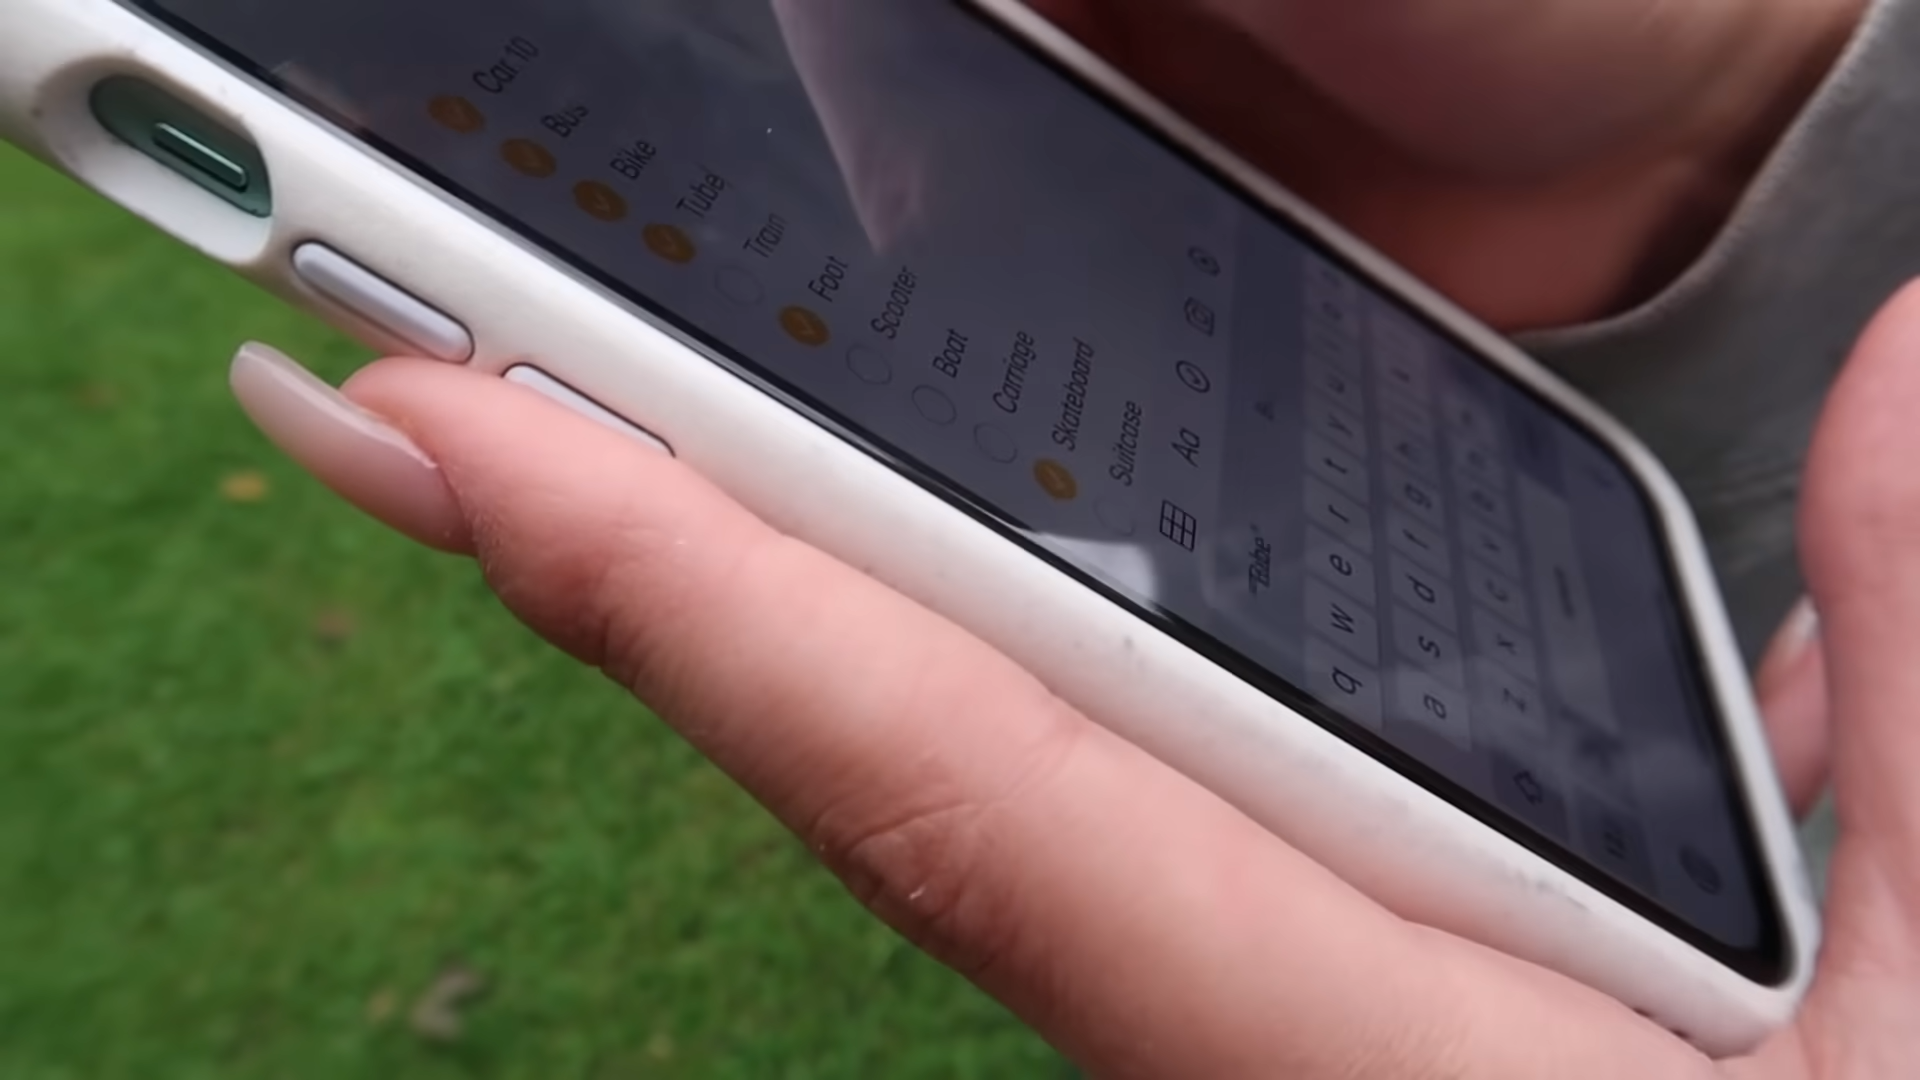 Car 10
Bus
Bike
Tube
Train
Foot
Scooter
Boat
Carriage
Skateboard
Suitcase
Aa
"Tube"
q w e r t y u i o
a s d f g h
z x c v b n